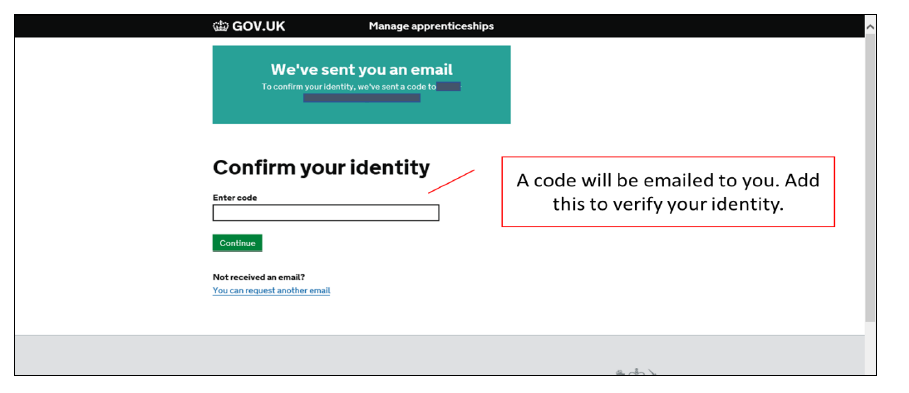 GOV.UK Manage apprenticeships
We've sent you an email
To confirm your identity, we've sent a code to
Confirm your identity
Enter code
A code will be emailed to you. Add
this to verify your identity.
Continue
Not received an email?
You can request another email